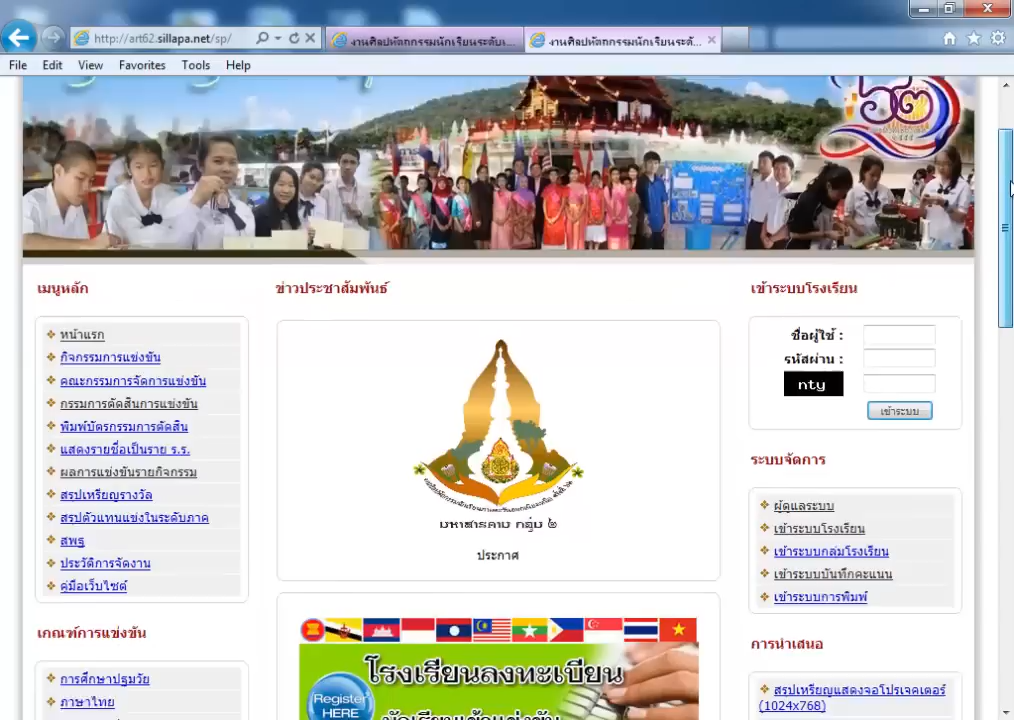 http://art62.sillapa.net/sp/
งานศิลปหัตถกรรมนักเรียนระดับ...
งานศิลปหัตถกรรมนักเรียนระดั...
File Edit View Favorites Tools Help
๖๓
เมนูหลัก
หน้าแรก
กิจกรรมการแข่งขัน
คณะกรรมการจัดการแข่งขัน
กรรมการตัดสินการแข่งขัน
พิมพ์บัตรกรรมการตัดสิน
แสดงรายชื่อเป็นราย ร.ร.
ผลการแข่งขันรายกิจกรรม
สรุปเหรียญรางวัล
สรุปตัวแทนแข่งในระดับภาค
สพฐ
ประวัติการจัดงาน
คู่มือเว็บไซต์
เกณฑ์การแข่งขัน
การศึกษาปฐมวัย
ภาษาไทย
ข่าวประชาสัมพันธ์
มหาสารคาม กลุ่ม ๒
ประกาศ
โรงเรียนลงทะเบียน
Register
HERE
นักเรียนเข้าแข่งขัน
เข้าระบบโรงเรียน
ชื่อผู้ใช้ :
รหัสผ่าน :
nty
เข้าระบบ
ระบบจัดการ
ผู้ดูแลระบบ
เข้าระบบโรงเรียน
เข้าระบบกลุ่มโรงเรียน
เข้าระบบบันทึกคะแนน
เข้าระบบการพิมพ์
การนำเสนอ
สรุปเหรียญแสดงจอโปรเจคเตอร์
(1024x768)